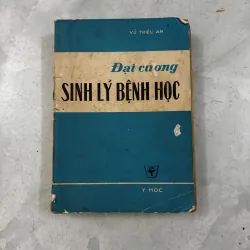 VŨ TRIỆU AN
Đại cương
SINH LÝ BỆNH HỌC
Y HỌC